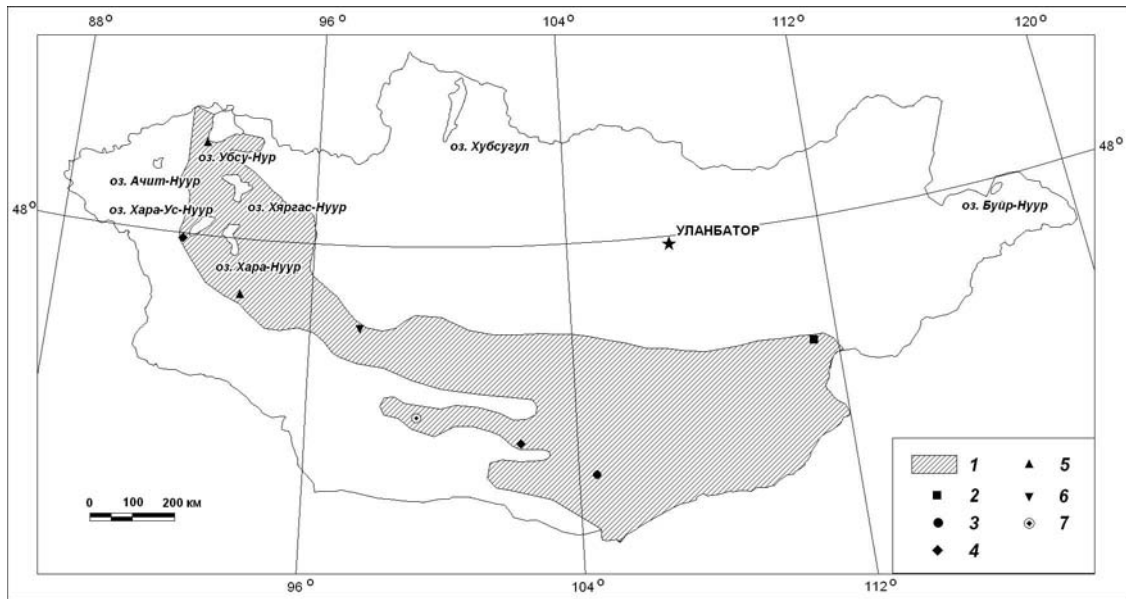 88°
96°
104°
112°
120°
оз. Хубсугул
оз. Убсу-Нур
48°
оз. Ачит-Нуур
оз. Хяргас-Нуур
оз. Хара-Ус-Нуур
48°
оз. Буйр-Нуур
УЛАНБАТОР
оз. Хара-Нуур
1
5
2
6
3
7
4
0 100 200 км
96°
104°
112°